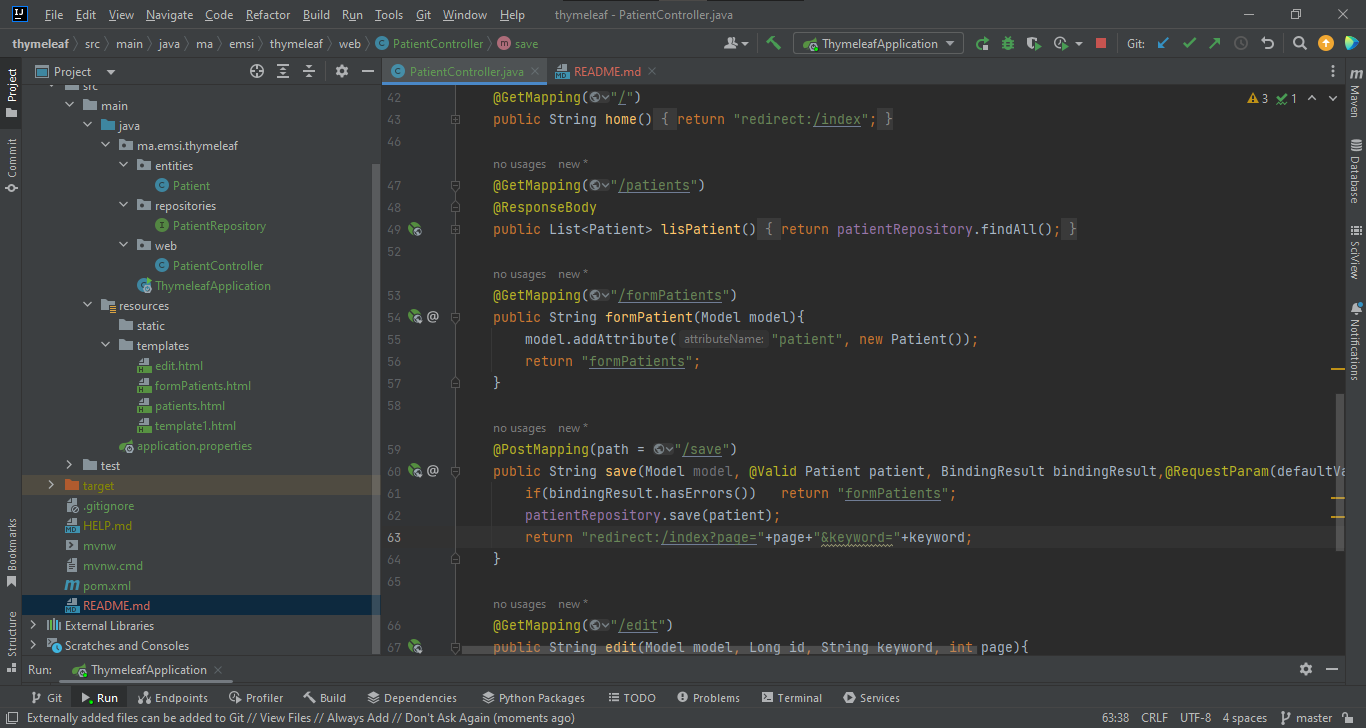 File Edit View Navigate Code Refactor Build Run Tools Git Window Help thymeleaf - PatientController.java
thymeleaf src main java ma emsi thymeleaf web PatientController save ThymeleafApplication Git:
Project PatientController.java README.md
src
main
java
ma.emsi.thymeleaf
entities
Patient
repositories
PatientRepository
web
PatientController
ThymeleafApplication
resources
static
templates
edit.html
formPatients.html
patients.html
template1.html
application.properties
test
target
.gitignore
HELP.md
mvnw
mvnw.cmd
pom.xml
README.md
External Libraries
Scratches and Consoles
3 1
42 @GetMapping("/")
43 public String home() { return "redirect:/index"; }
46
no usages new *
47 @GetMapping("/patients")
48 @ResponseBody
49 public List<Patient> lisPatient() { return patientRepository.findAll(); }
52
no usages new *
53 @GetMapping("/formPatients")
54 public String formPatient(Model model){
55 model.addAttribute( attributeName: "patient", new Patient());
56 return "formPatients";
57 }
58
no usages new *
59 @PostMapping(path = "/save")
60 public String save(Model model, @Valid Patient patient, BindingResult bindingResult,@RequestParam(defaultVa
61 if(bindingResult.hasErrors()) return "formPatients";
62 patientRepository.save(patient);
63 return "redirect:/index?page="+page+"&keyword="+keyword;
64 }
65
no usages new *
66 @GetMapping("/edit")
67 public String edit(Model model, Long id, String keyword, int page){
Project
Commit
Bookmarks
Structure
Maven
Database
SciView
Notifications
Run: ThymeleafApplication
Git Run Endpoints Profiler Build Dependencies Python Packages TODO Problems Terminal Services
Externally added files can be added to Git // View Files // Always Add // Don't Ask Again (moments ago) 63:38 CRLF UTF-8 4 spaces master